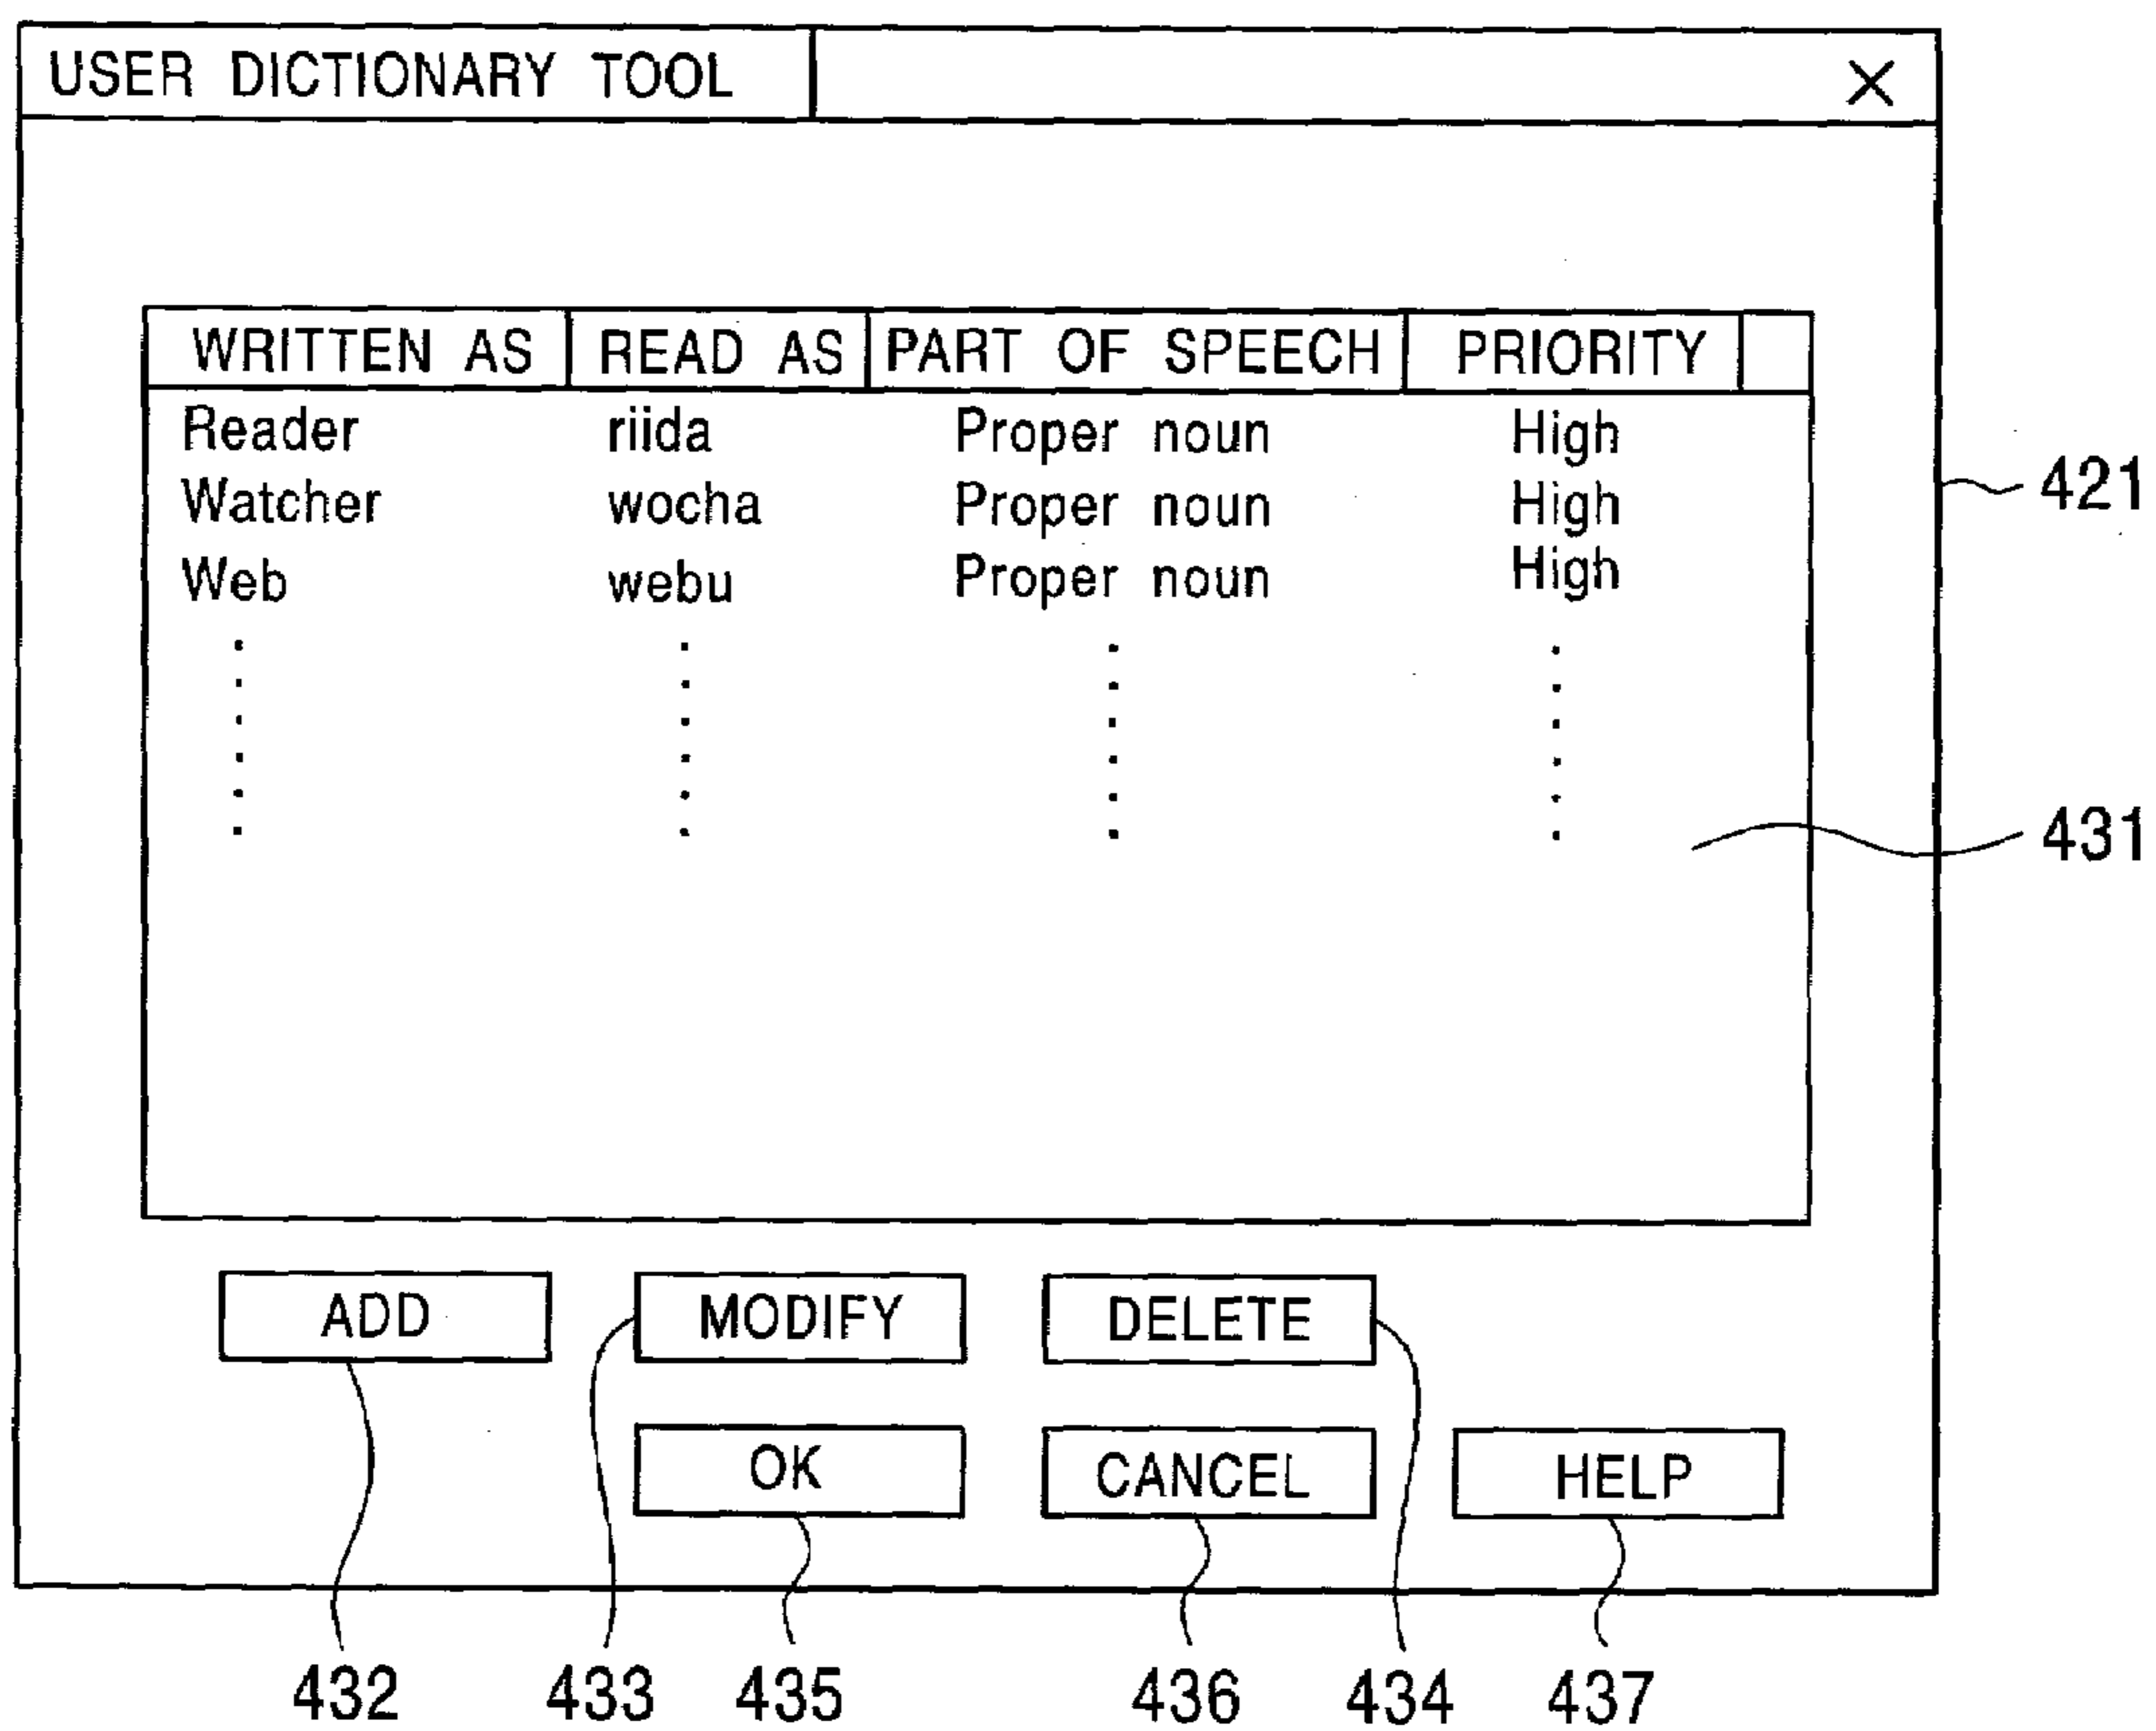 USER DICTIONARY TOOL X
WRITTEN AS READ AS PART OF SPEECH PRIORITY
Reader riida Proper noun High
Watcher wocha Proper noun High
Web webu Proper noun High
421
431
ADD MODIFY DELETE
OK CANCEL HELP
432 433 435 436 434 437